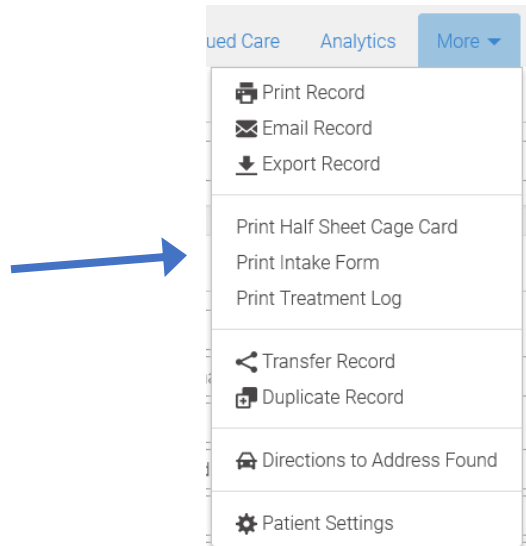 ued Care Analytics More
Print Record
Email Record
Export Record
Print Half Sheet Cage Card
Print Intake Form
Print Treatment Log
Transfer Record
Duplicate Record
Directions to Address Found
Patient Settings